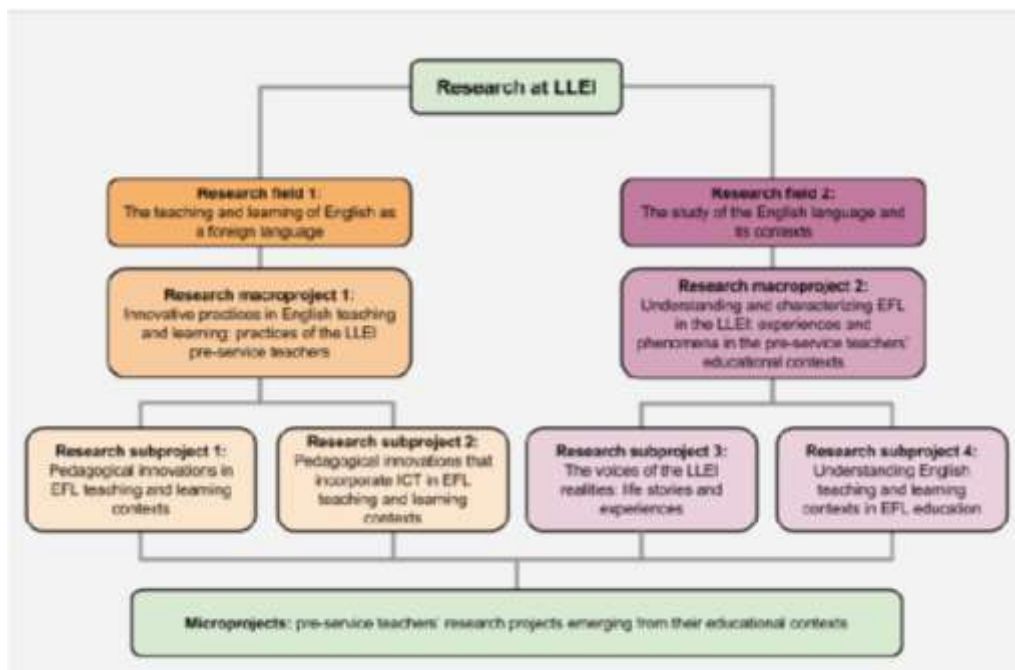 Research at LLEI
Research field 1:
The teaching and learning of English as
a foreign language
Research field 2:
The study of the English language and
its contexts
Research macroproject 1:
Innovative practices in English teaching
and learning: practices of the LLEI
pre-service teachers
Research macroproject 2:
Understanding and characterizing EFL
in the LLEI: experiences and
phenomena in the pre-service teachers'
educational contexts
Research subproject 1:
Pedagogical innovations in
EFL teaching and learning
contexts
Research subproject 2:
Pedagogical innovations that
incorporate ICT in EFL
teaching and learning
contexts
Research subproject 3:
The voices of the LLEI
realities: life stories and
experiences
Research subproject 4:
Understanding English
teaching and learning
contexts in EFL education
Microprojects: pre-service teachers' research projects emerging from their educational contexts